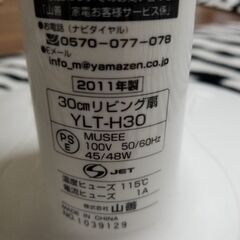 「山善 家電お客様サービス係」
●電話(ナビダイヤル)
0570-077-078
●Eメール
info_m@yamazen.co.jp
2011年製
30cmリビング扇
YLT-H30
PSE
MUSEE
100V 50/60Hz
45/48W
S JET
温度ヒューズ 115℃
電流ヒューズ 1A
株式会社 山善
MADE IN CHINA
NO.1039129